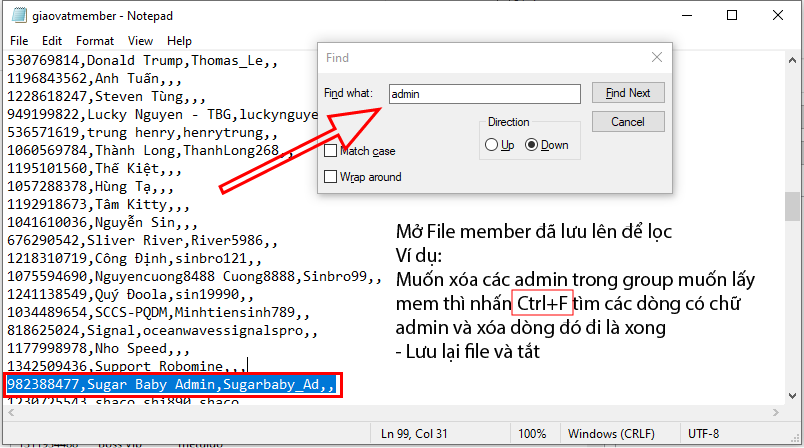 giaovatmember - Notepad
File Edit Format View Help
530769814,Donald Trump,Thomas_Le,,
1196843562,Anh Tuấn,,,
1228618247,Steven Tùng,,,
949199822,Lucky Nguyen - TBG,luckynguye
536571619,trung henry,henrytrung,,
1060569784,Thành Long,ThanhLong268,,
1195101560,Thế Kiệt,,,
1057288378,Hùng Tạ,,,
1192918673,Tâm Kitty,,,
1041610036,Nguyễn Sin,,,
676290542,Sliver River,River5986,,
1218310719,Công Định,sinbro121,,
1075594690,Nguyencuong8488 Cuong8888,Sinbro99,,
1241138549,Quý Đoola,sin19990,,
1034489654,SCCS-PQDM,Minhtiensinh789,,
818625024,Signal,oceanwavessignalspro,,
1177998978,Nho Speed,,,
1342509436,Support Robomine,,,
982388477,Sugar Baby Admin,Sugarbaby_Ad,,
1230725543,shaco,shi890,shaco
Find
Find what:
admin
Find Next
Cancel
Direction
Up Down
Match case
Wrap around
Mở File member đã lưu lên để lọc
Ví dụ:
Muốn xóa các admin trong group muốn lấy
mem thì nhấn Ctrl+F tìm các dòng có chữ
admin và xóa dòng dó đi là xong
- Lưu lại file và tắt
Ln 99, Col 31 100% Windows (CRLF) UTF-8